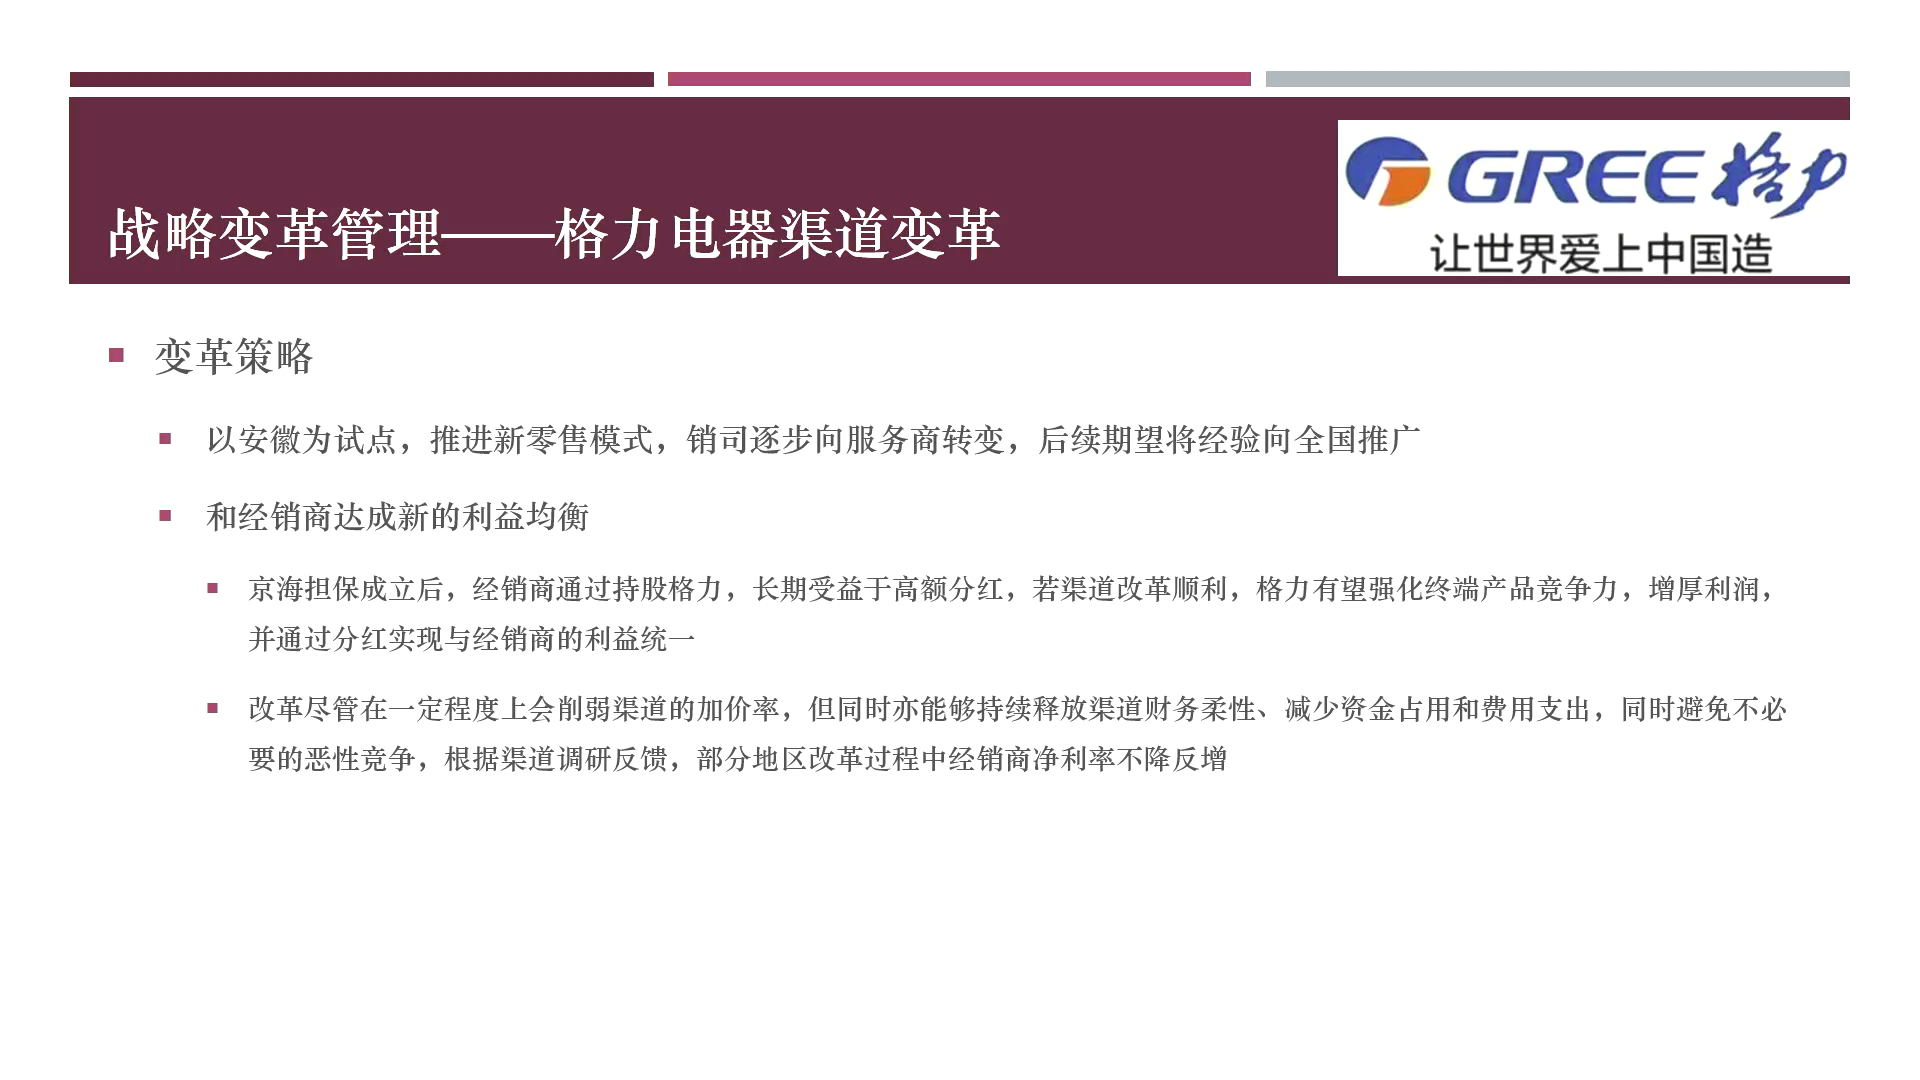 GREE格力
让世界爱上中国造
战略变革管理——格力电器渠道变革
变革策略
以安徽为试点，推进新零售模式，销司逐步向服务商转变，后续期望将经验向全国推广
和经销商达成新的利益均衡
京海担保成立后，经销商通过持股格力，长期受益于高额分红，若渠道改革顺利，格力有望强化终端产品竞争力，增厚利润，
并通过分红实现与经销商的利益统一
改革尽管在一定程度上会削弱渠道的加价率，但同时亦能够持续释放渠道财务柔性、减少资金占用和费用支出，同时避免不必
要的恶性竞争，根据渠道调研反馈，部分地区改革过程中经销商净利率不降反增